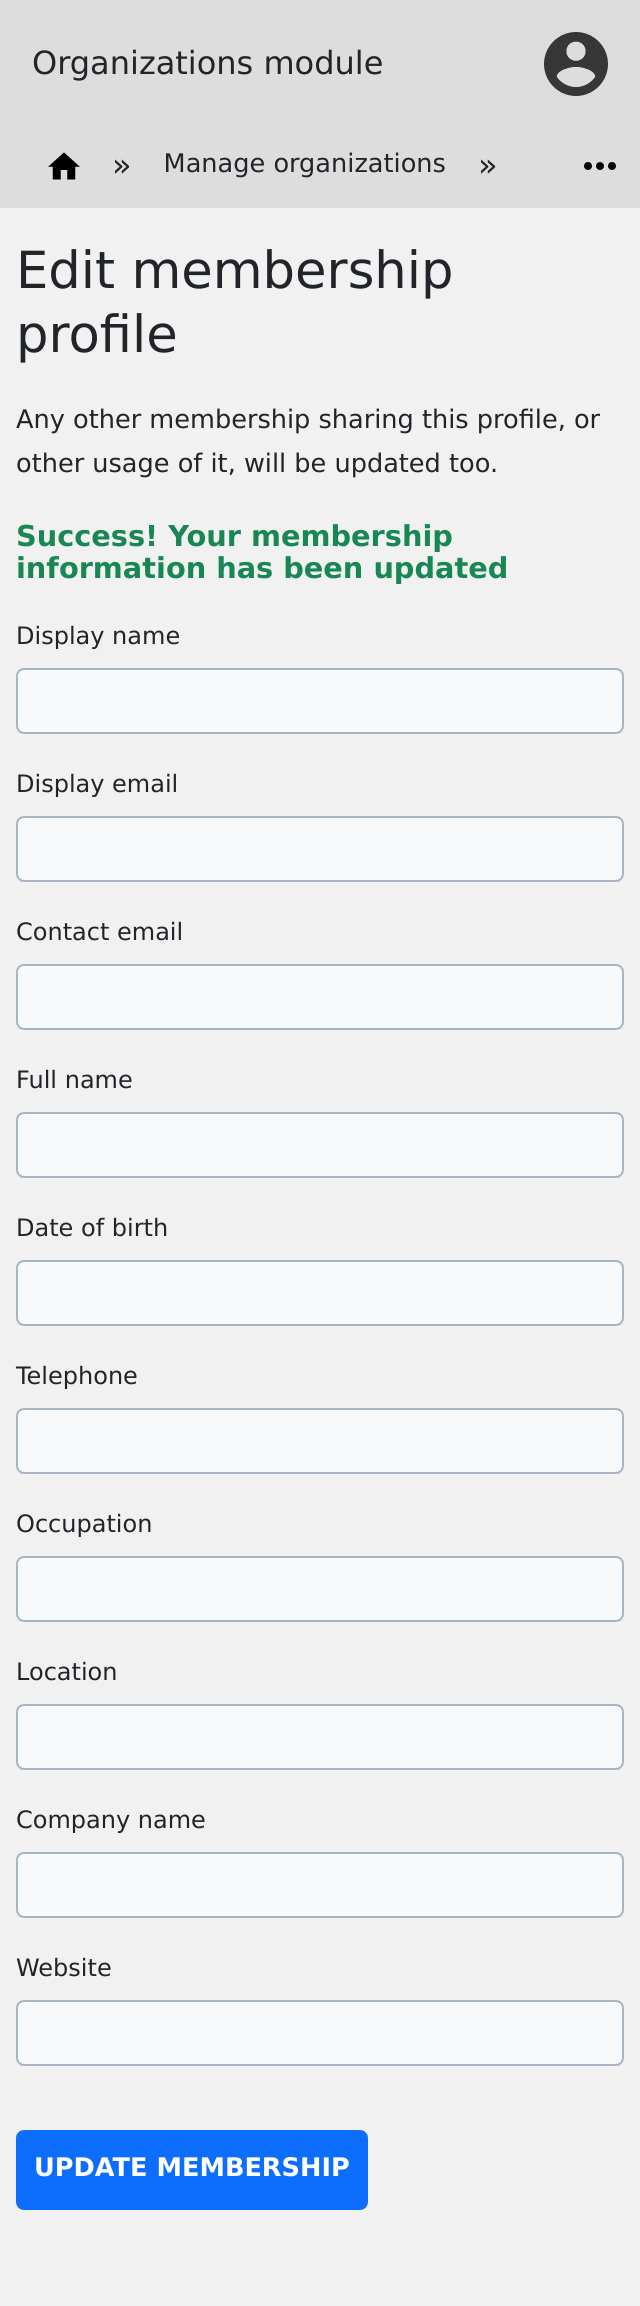 Organizations module
» Manage organizations »
Edit membership
profile
Any other membership sharing this profile, or
other usage of it, will be updated too.
Success! Your membership
information has been updated
Display name
Display email
Contact email
Full name
Date of birth
Telephone
Occupation
Location
Company name
Website
UPDATE MEMBERSHIP